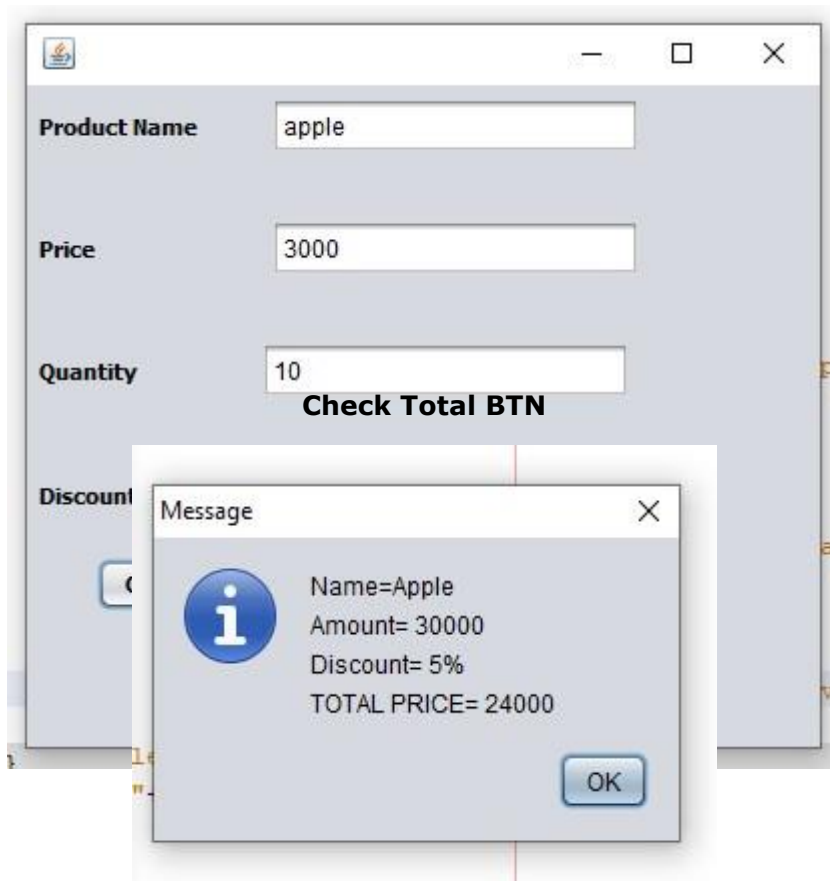 Product Name apple
Price 3000
Quantity 10
Check Total BTN
Discount
Message
Name=Apple
Amount= 30000
Discount= 5%
TOTAL PRICE= 24000
OK